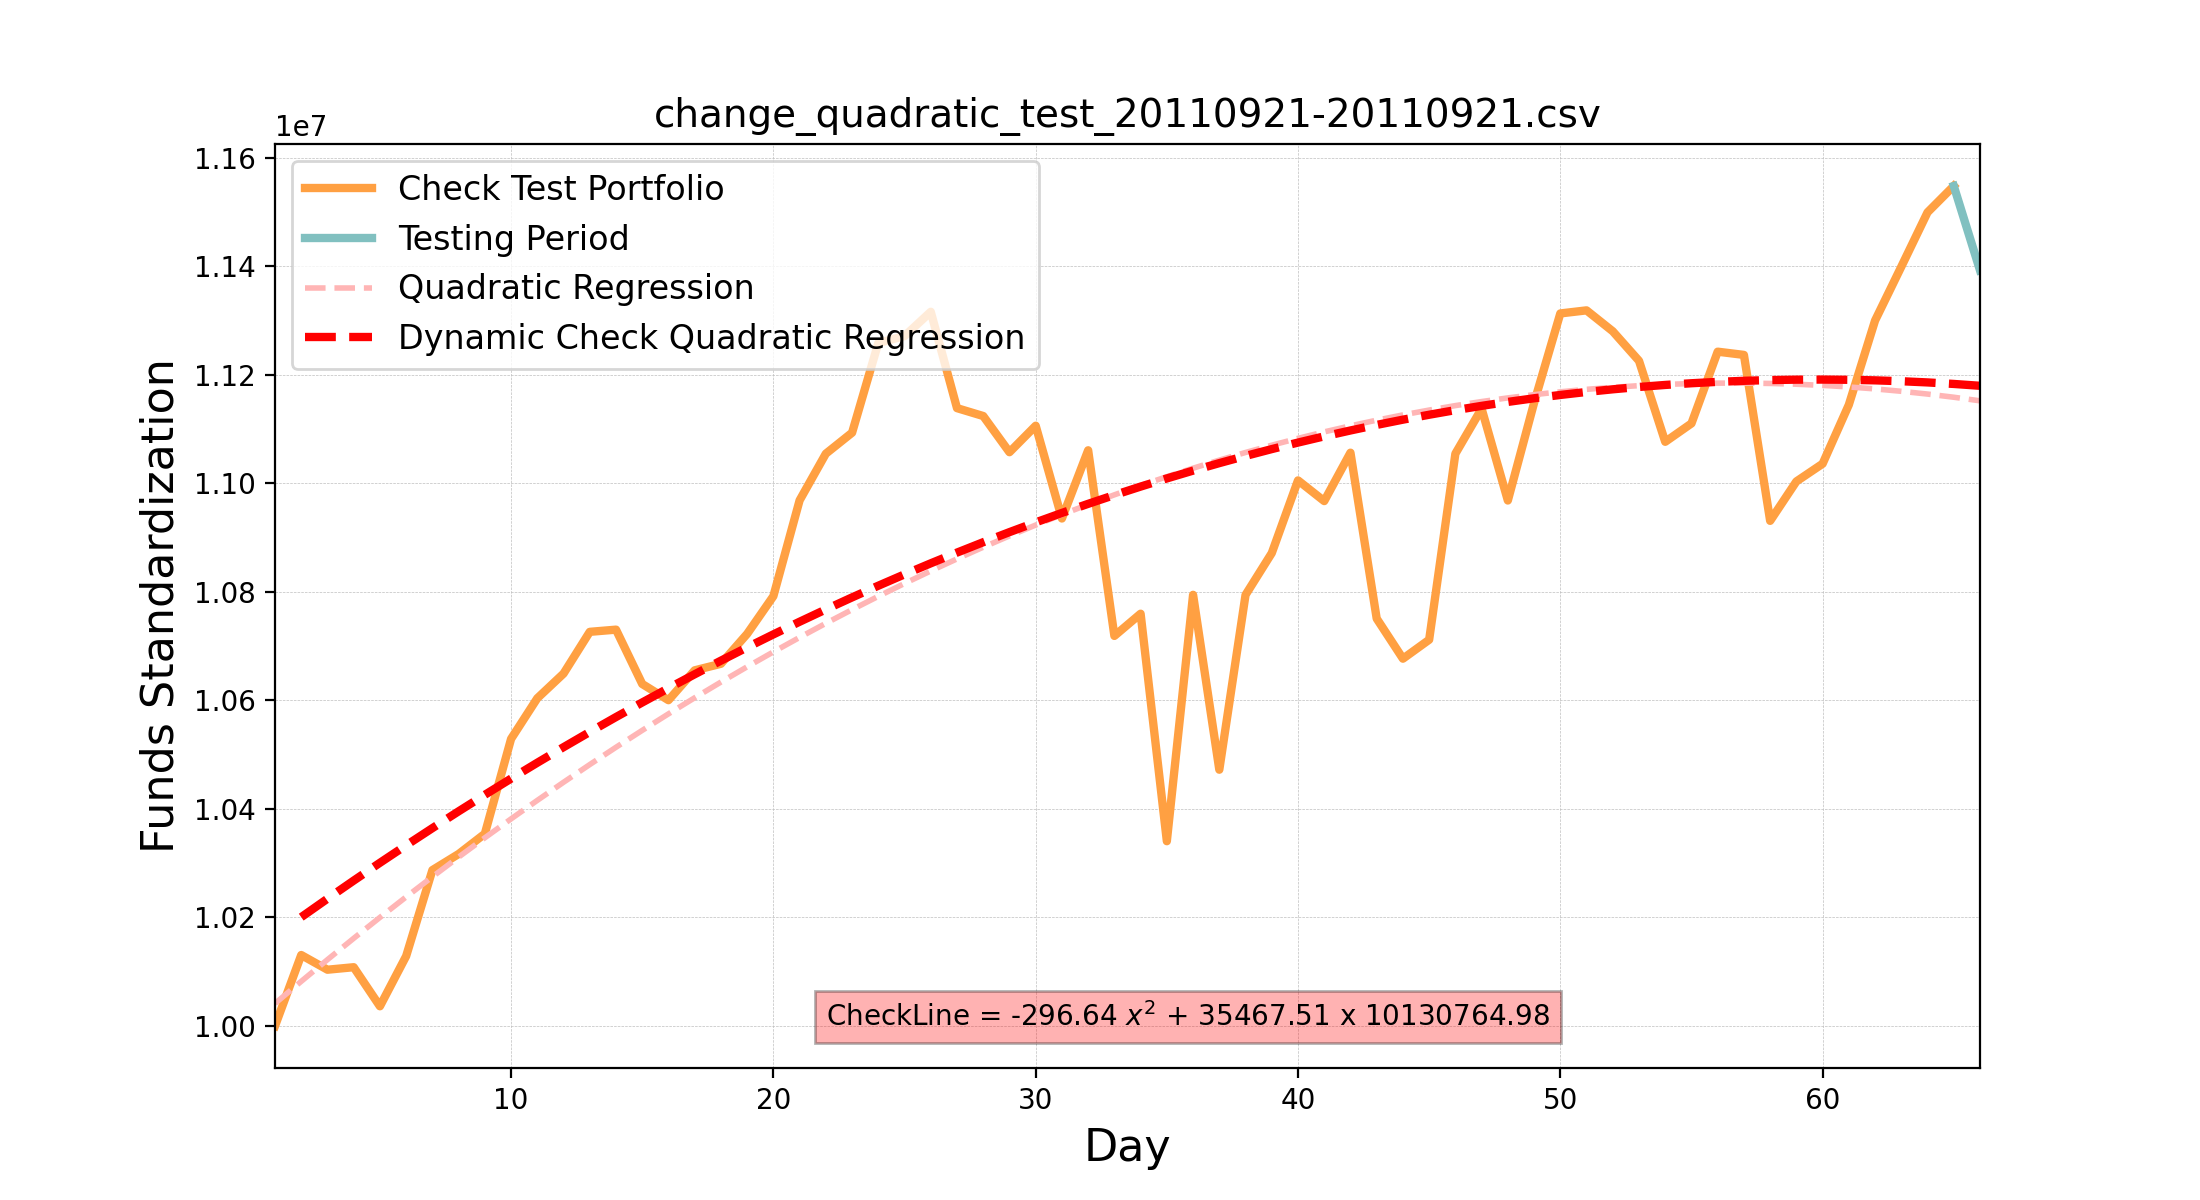 change_quadratic_test_20110921-20110921.csv
1e7
1.16
1.14
1.12
1.10
1.08
1.06
1.04
1.02
1.00
Funds Standardization
Check Test Portfolio
Testing Period
Quadratic Regression
Dynamic Check Quadratic Regression
CheckLine = -296.64 x² + 35467.51 x 10130764.98
10 20 30 40 50 60
Day